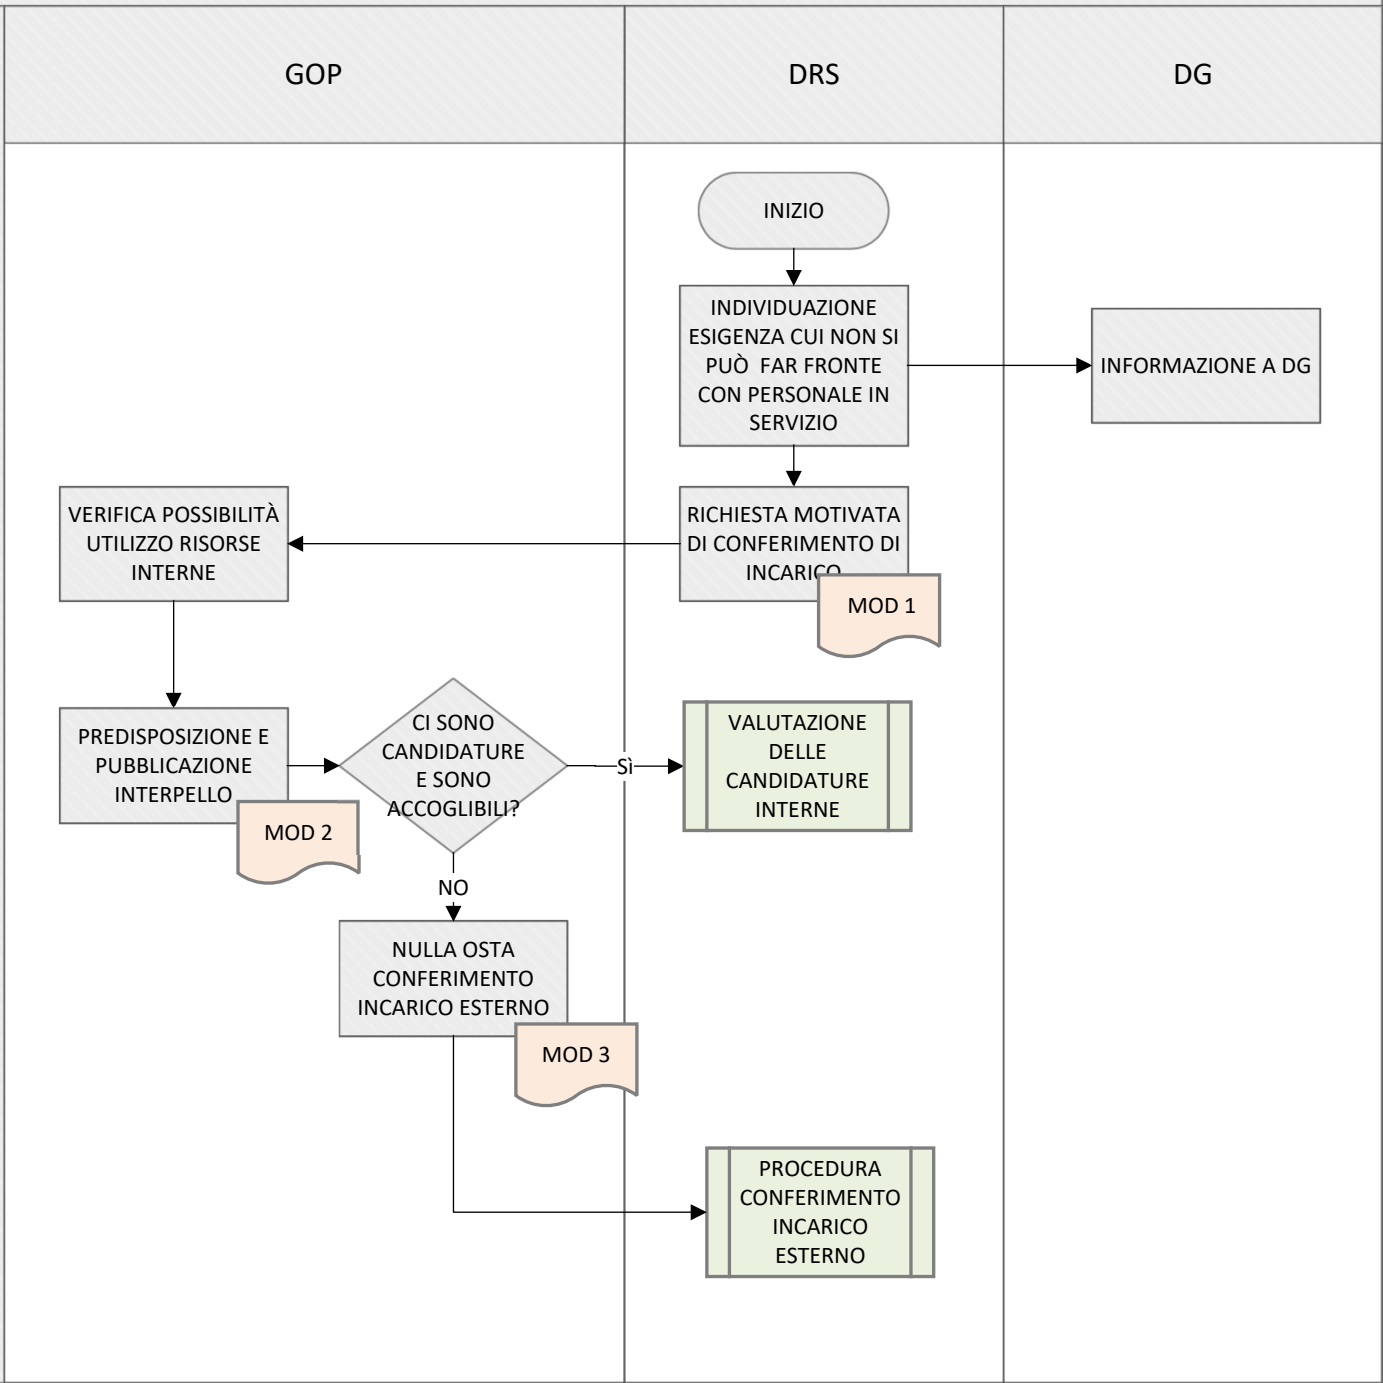 GOP
DRS
DG
INIZIO
INDIVIDUAZIONE
ESIGENZA CUI NON SI
PUÒ FAR FRONTE
CON PERSONALE IN
SERVIZIO
INFORMAZIONE A DG
VERIFICA POSSIBILITÀ
UTILIZZO RISORSE
INTERNE
RICHIESTA MOTIVATA
DI CONFERIMENTO DI
INCARICO
MOD 1
PREDISPOSIZIONE E
PUBBLICAZIONE
INTERPELLO
MOD 2
CI SONO
CANDIDATURE
E SONO
ACCOGLIBILI?
Sì
VALUTAZIONE
DELLE
CANDIDATURE
INTERNE
NO
NULLA OSTA
CONFERIMENTO
INCARICO ESTERNO
MOD 3
PROCEDURA
CONFERIMENTO
INCARICO
ESTERNO